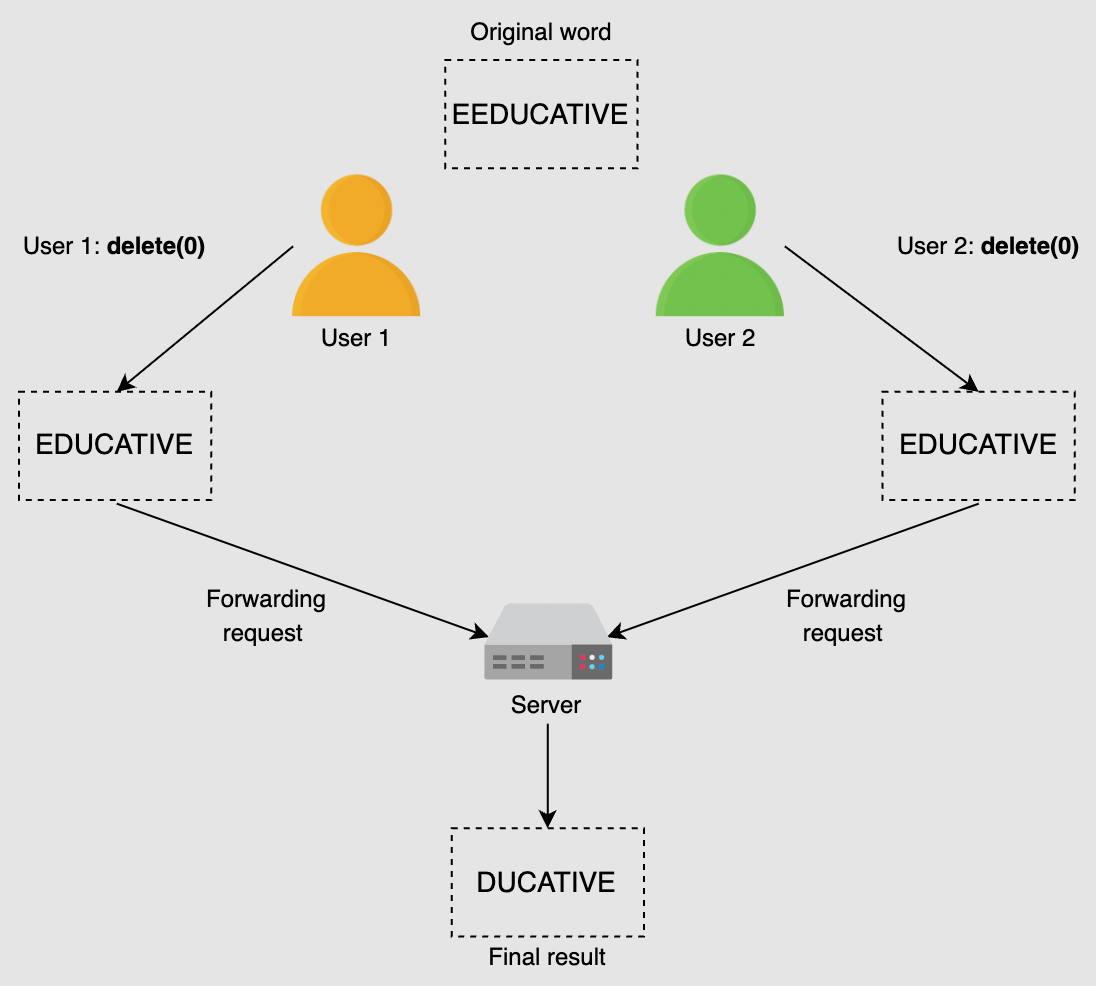 Original word
EEDUCATIVE
User 1: delete(0)
User 2: delete(0)
User 1
User 2
EDUCATIVE
EDUCATIVE
Forwarding
request
Forwarding
request
Server
DUCATIVE
Final result